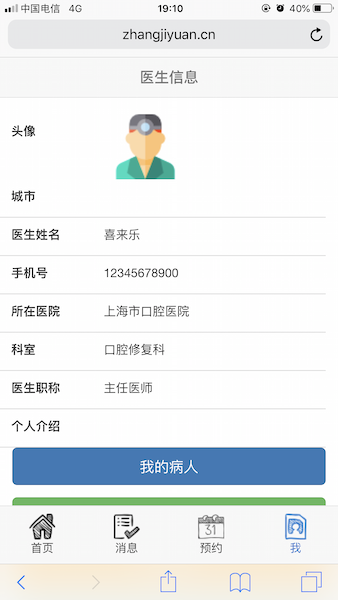 中国电信 4G 19:10 40%
zhangjiyuan.cn
医生信息
头像
城市
医生姓名 喜来乐
手机号 12345678900
所在医院 上海市口腔医院
科室 口腔修复科
医生职称 主任医师
个人介绍
我的病人
31
首页 消息 预约 我